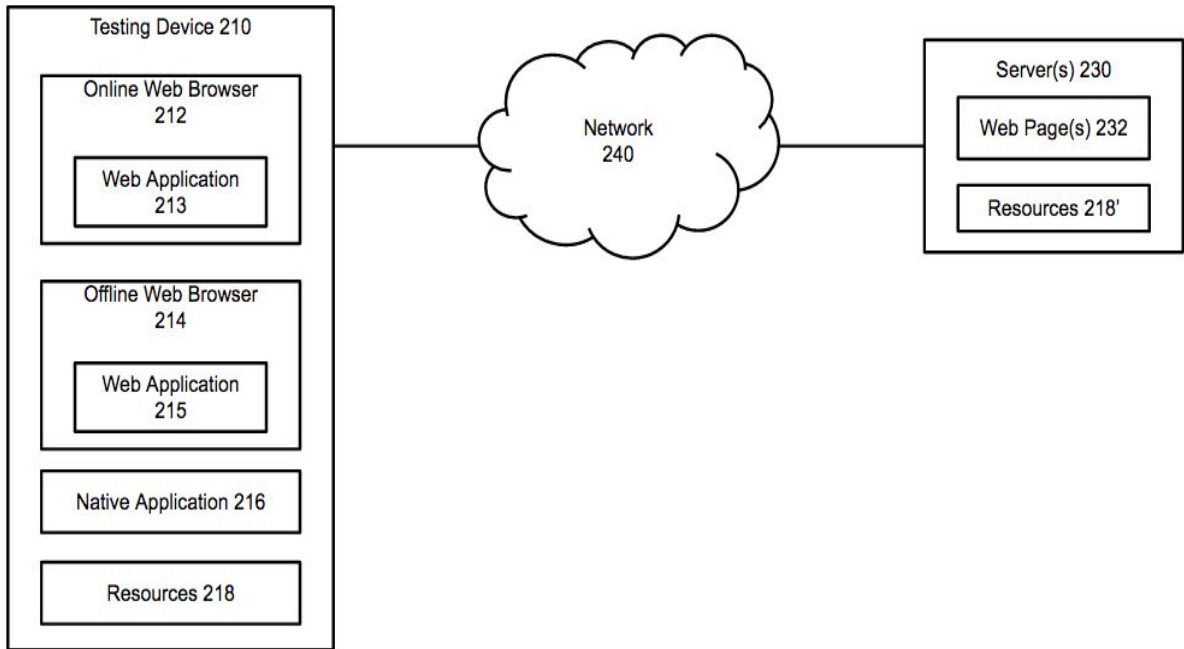 Testing Device 210
Online Web Browser
212
Web Application
213
Offline Web Browser
214
Web Application
215
Native Application 216
Resources 218
Network
240
Server(s) 230
Web Page(s) 232
Resources 218'